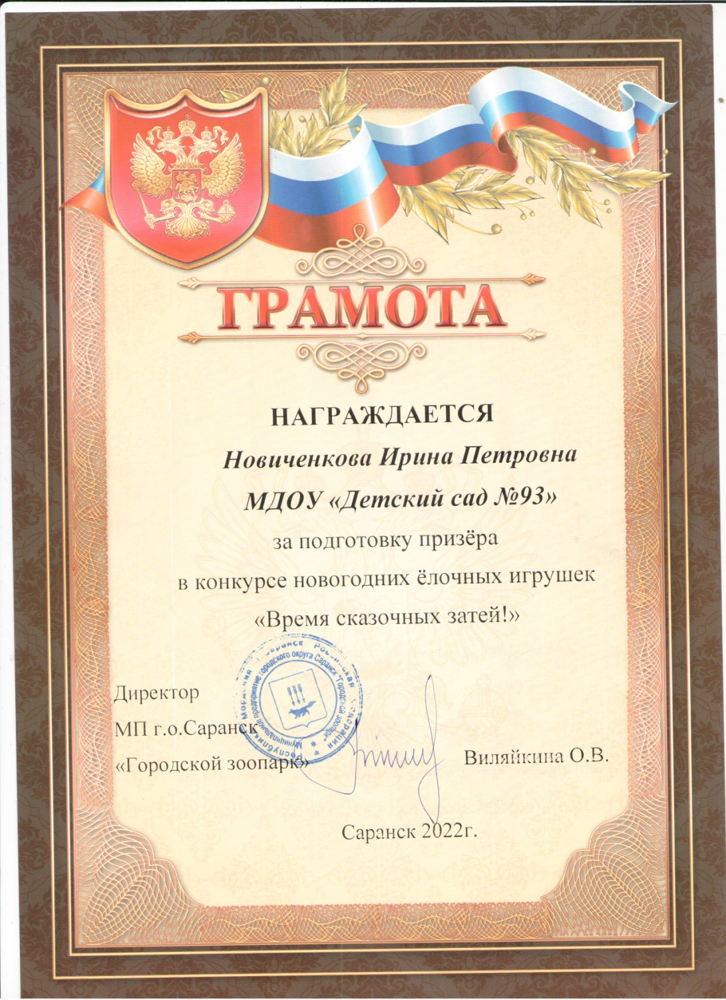 ГРАМОТА
НАГРАЖДАЕТСЯ
Новиченкова Ирина Петровна
МДОУ «Детский сад №93»
за подготовку призёра
в конкурсе новогодних ёлочных игрушек
«Время сказочных затей!»
Республика Мордовия г. Саранск Российская Федерация
Муниципальное предприятие городского округа Саранск "Городской зоопарк"
Директор
МП г.о.Саранск
«Городской зоопарк»
Виляйкина О.В.
Саранск 2022г.